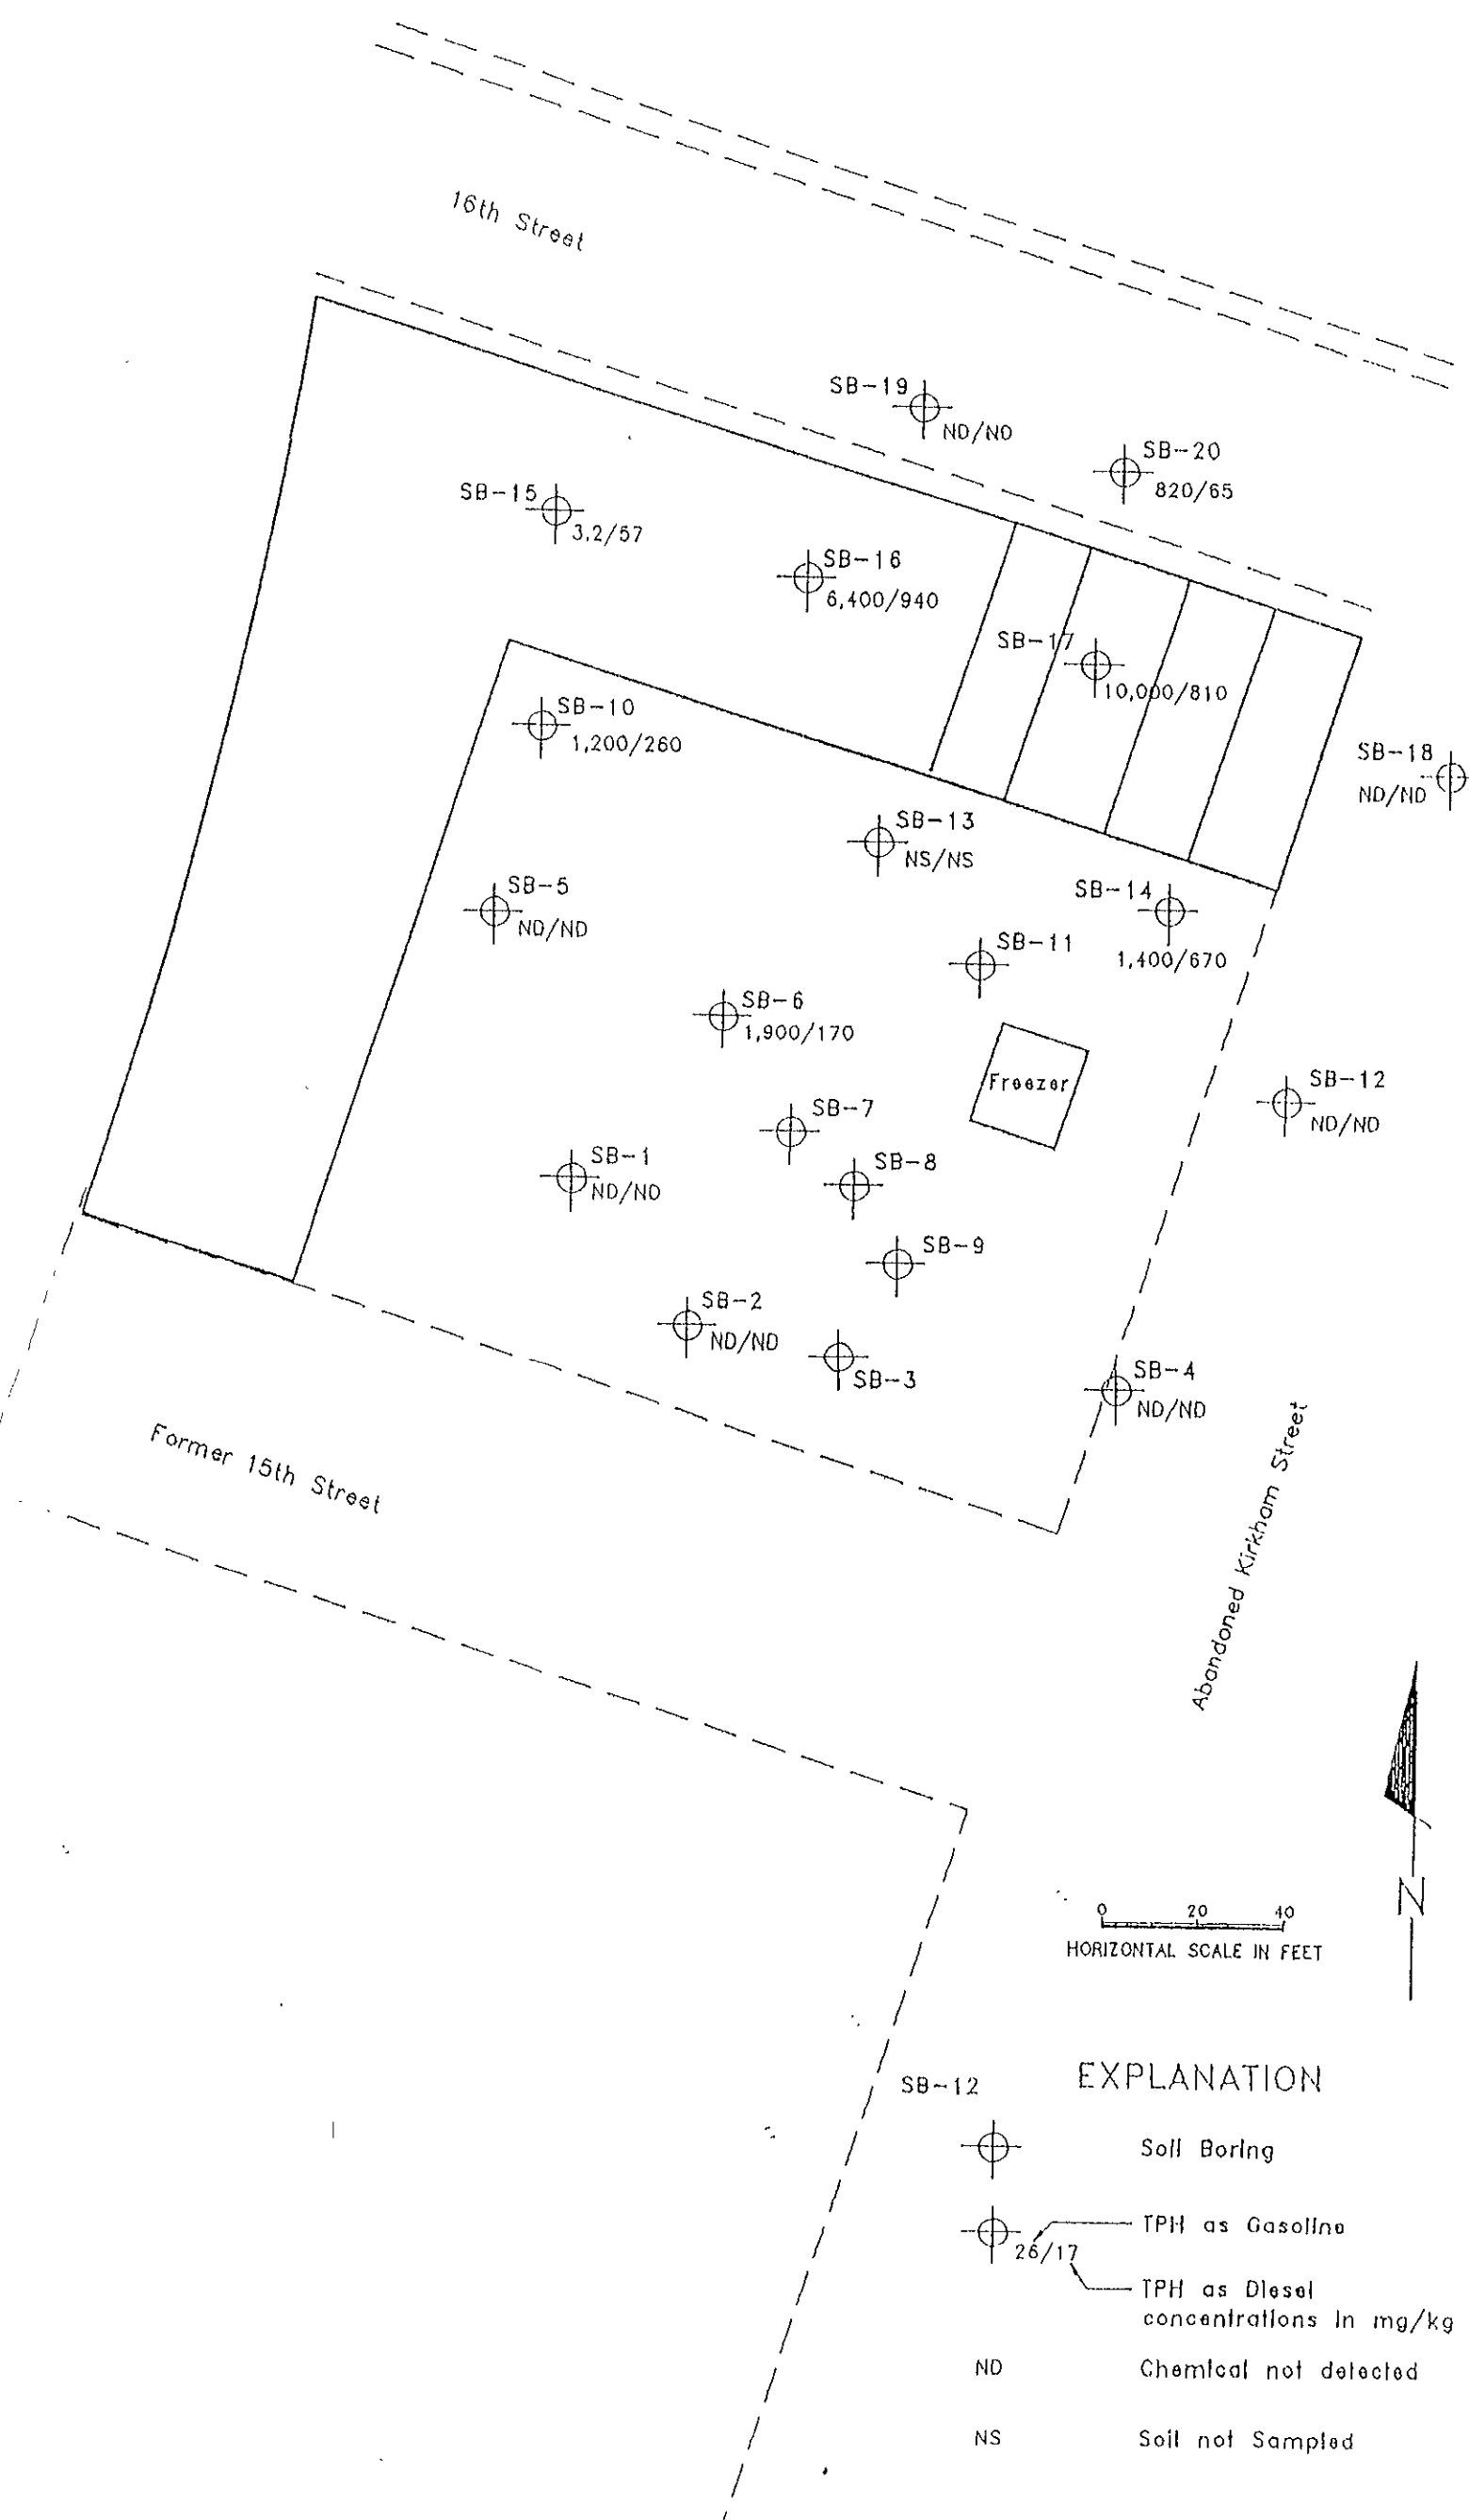 16th Street
SB-19
ND/ND
SB-20
820/65
SB-15
3.2/57
SB-16
6,400/940
SB-17
10,000/810
SB-10
1,200/260
SB-18
ND/ND
SB-13
NS/NS
SB-5
ND/ND
SB-14
1,400/670
SB-11
SB-6
1,900/170
Freezer
SB-12
ND/ND
SB-7
SB-1
ND/ND
SB-8
SB-9
SB-2
ND/ND
SB-3
SB-4
ND/ND
Former 15th Street
Abandoned Kirkham Street
N
0 20 40
HORIZONTAL SCALE IN FEET
EXPLANATION
SB-12
Soil Boring
TPH as Gasoline
26/17
TPH as Diesel
concentrations in mg/kg
ND Chemical not detected
NS Soil not Sampled